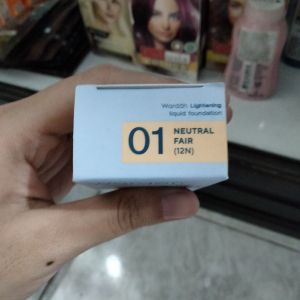 Wardah Lightening
liquid foundation
01 NEUTRAL
FAIR
(12N)